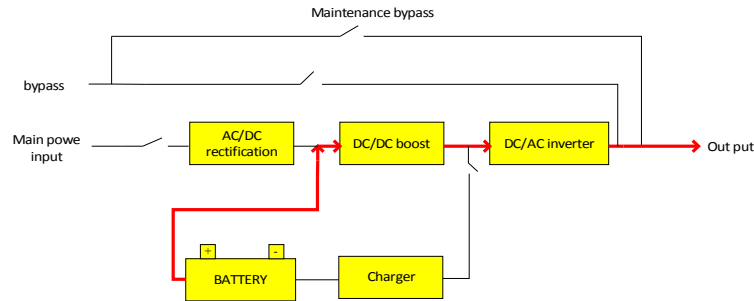 Maintenance bypass
bypass
Main powe
input
AC/DC
rectification
DC/DC boost
DC/AC inverter
Out put
+
-
BATTERY
Charger